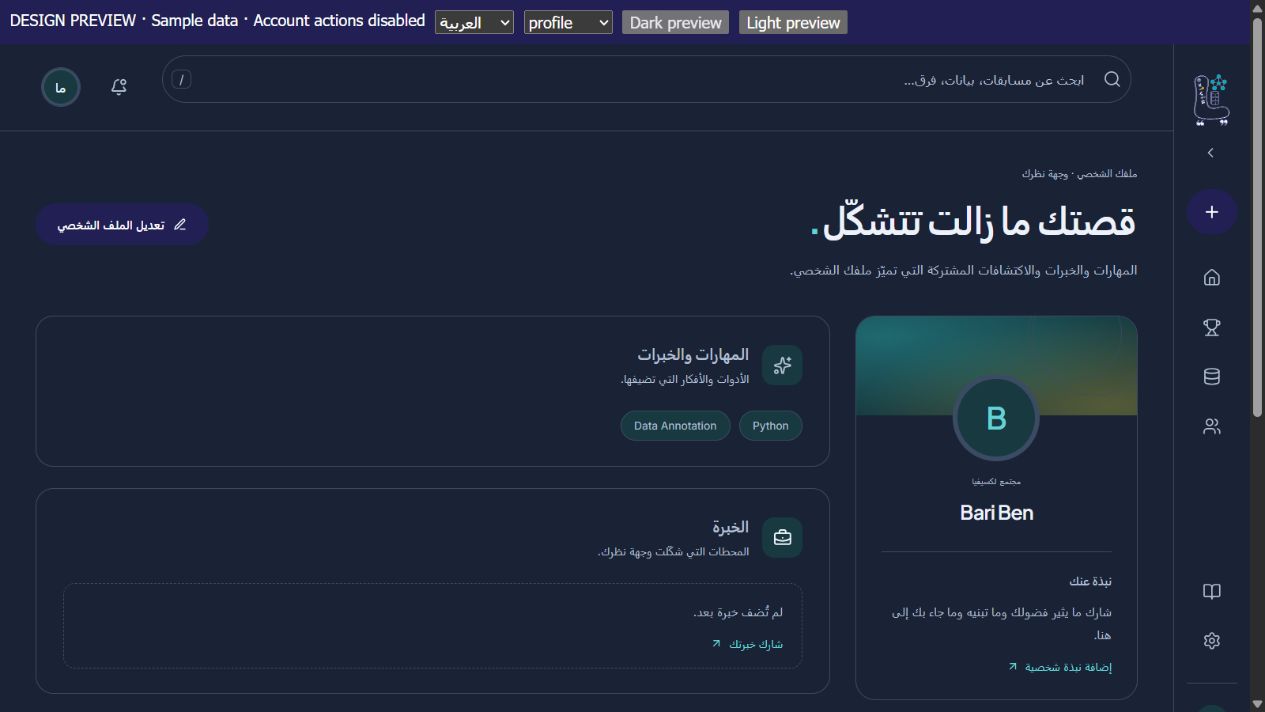 DESIGN PREVIEW · Sample data · Account actions disabled
العربية
profile
Dark preview
Light preview
ابحث عن مسابقات، بيانات، فرق...
/
ما
ملفك الشخصي · وجهة نظرك
قصتك ما زالت تتشكّل.
المهارات والخبرات والاكتشافات المشتركة التي تميّز ملفك الشخصي.
تعديل الملف الشخصي
B
مجتمع لكسيفيا
Bari Ben
نبذة عنك
شارك ما يثير فضولك وما تبنيه وما جاء بك إلى
هنا.
إضافة نبذة شخصية
المهارات والخبرات
الأدوات والأفكار التي تضيفها.
Python
Data Annotation
الخبرة
المحطات التي شكّلت وجهة نظرك.
لم تُضف خبرة بعد.
شارك خبرتك